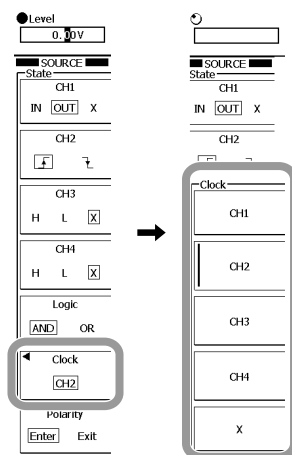 Level
0.00V
SOURCE
State
CH1
IN OUT X
CH2
CH3
H L X
CH4
H L X
Logic
AND OR
Clock
CH2
Polarity
Enter Exit
SOURCE
State
CH1
IN OUT X
CH2
Clock
CH1
CH2
CH3
CH4
X